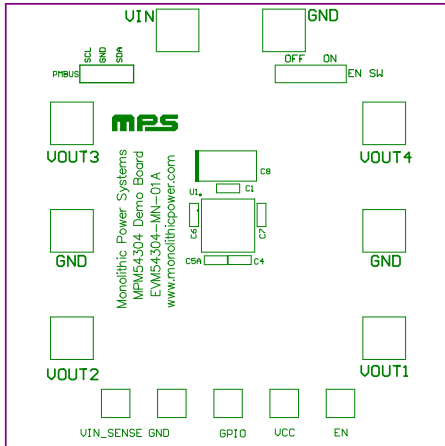 VIN
GND
SCL
GND
SDA
PMBUS
OFF ON
EN SW
VOUT3
MPS
VOUT4
Monolithic Power Systems
MPM54304 Demo Board
EVM54304-MN-01A
www.monolithicpower.com
C8
C1
U1
C6
C7
C5A
C4
GND
GND
VOUT2
VOUT1
VIN_SENSE GND
GPIO
VCC
EN